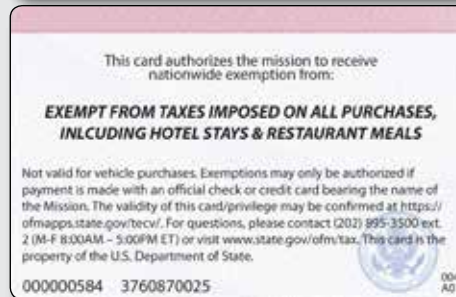 This card authorizes the mission to receive
nationwide exemption from:
EXEMPT FROM TAXES IMPOSED ON ALL PURCHASES,
INLCUDING HOTEL STAYS & RESTAURANT MEALS
Not valid for vehicle purchases. Exemptions may only be authorized if
payment is made with an official check or credit card bearing the name of
the Mission. The validity of this card/privilege may be confirmed at https://
ofmapps.state.gov/tecv/. For questions, please contact (202) 895-3500 ext.
2 (M-F 8:00AM – 5:00PM ET) or visit www.state.gov/ofm/tax. This card is the
property of the U.S. Department of State.
000000584 3760870025
004
A0